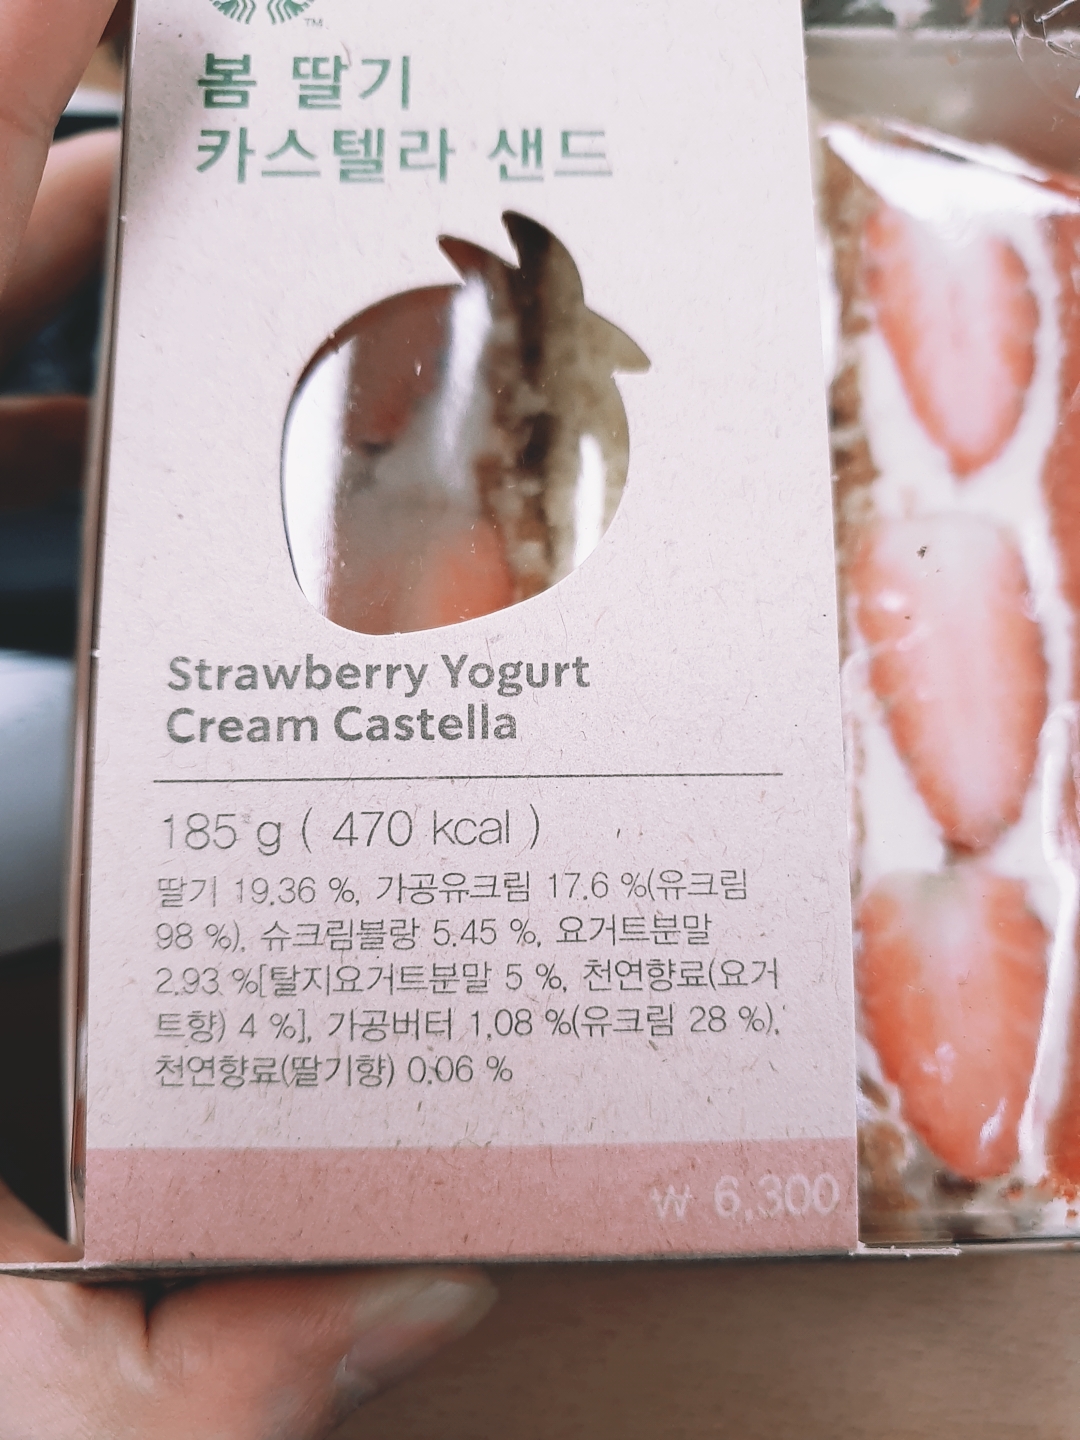 TM
봄 딸기
카스텔라 샌드
Strawberry Yogurt
Cream Castella
185 g ( 470 kcal )
딸기 19.36 %, 가공유크림 17.6 %(유크림
98 %), 슈크림블랑 5.45 %, 요거트분말
2.93 %[탈지요거트분말 5 %, 천연향료(요거
트향) 4 %], 가공버터 1.08 %(유크림 28 %),
천연향료(딸기향) 0.06 %
₩ 6,300